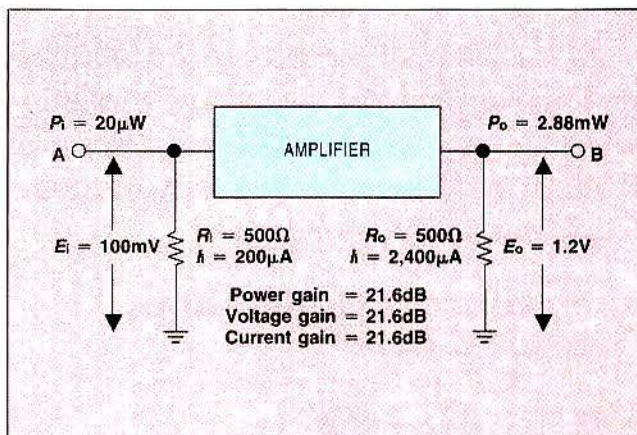 Pi = 20μW
Po = 2.88mW
A
AMPLIFIER
B
Ei = 100mV
Ri = 500Ω
Ii = 200μA
Ro = 500Ω
Ii = 2,400μA
Eo = 1.2V
Power gain = 21.6dB
Voltage gain = 21.6dB
Current gain = 21.6dB